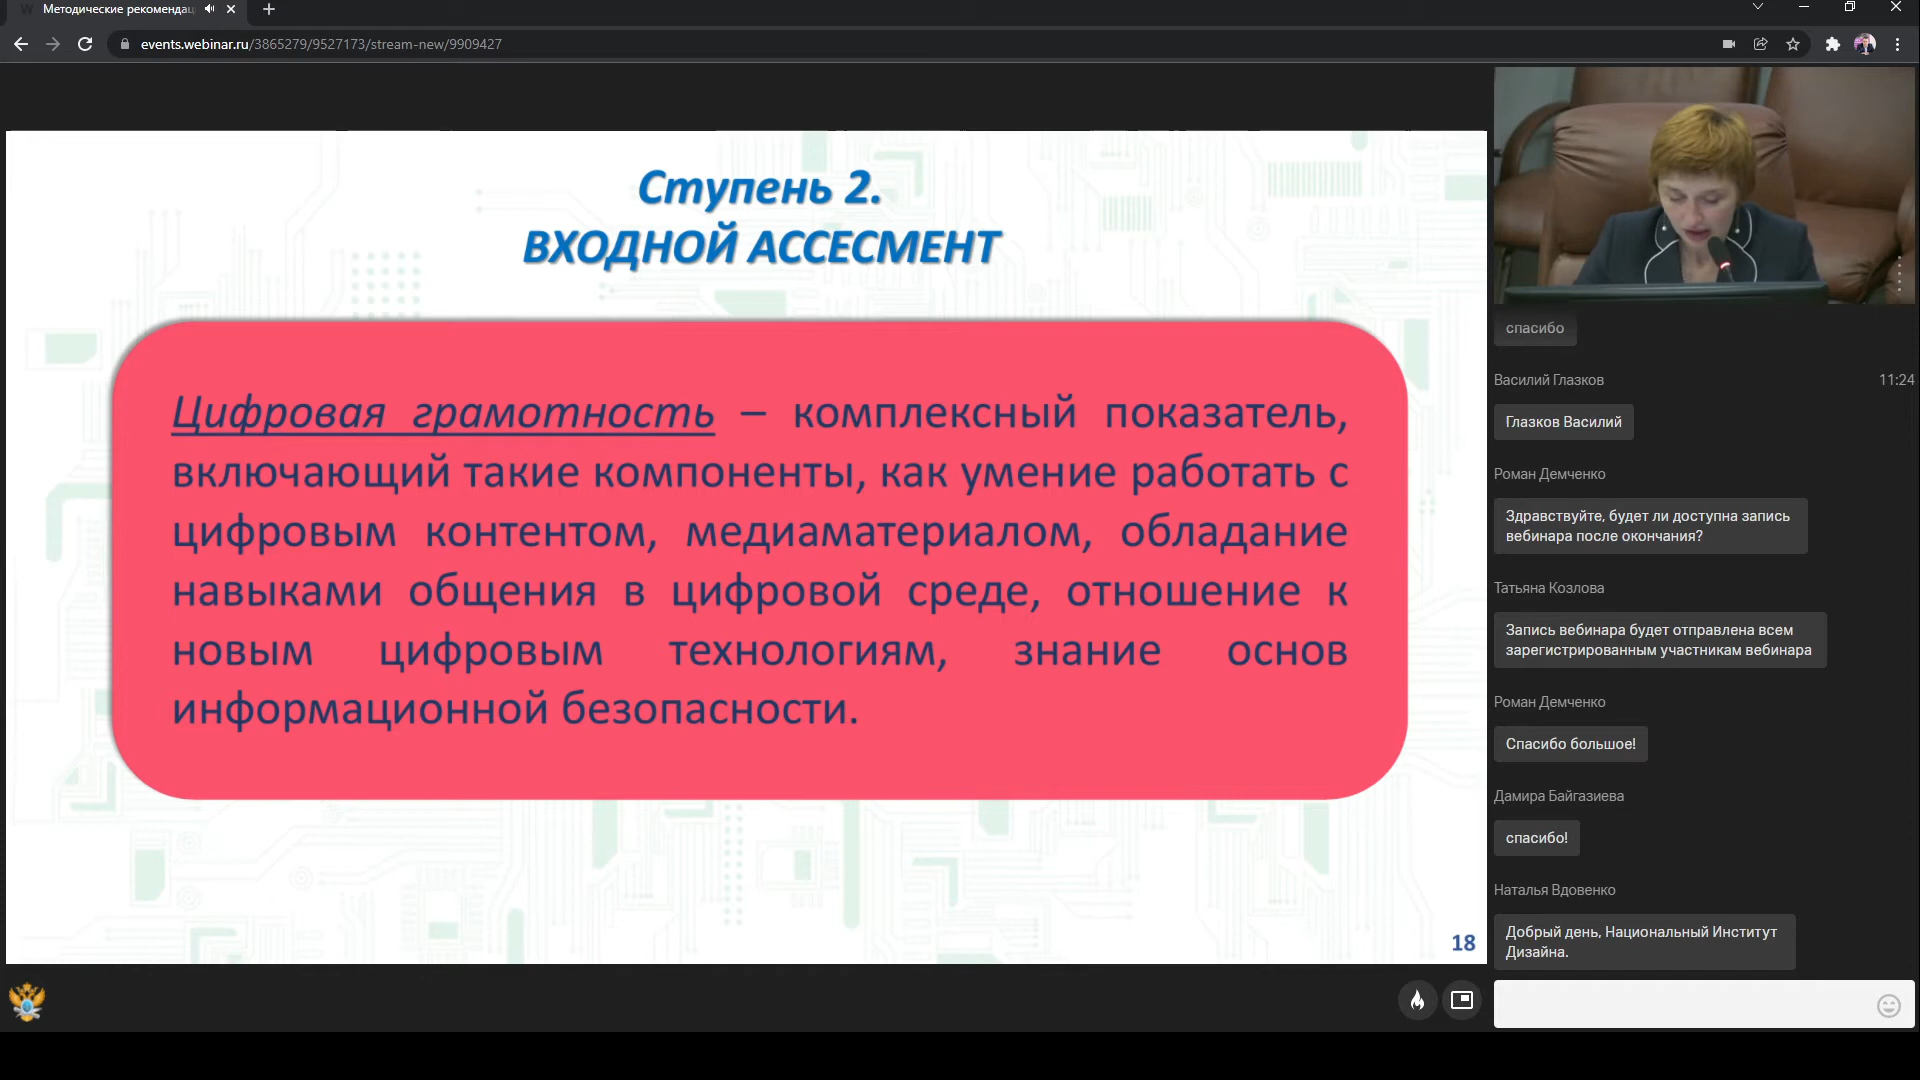 Методические рекомендац
events.webinar.ru/3865279/9527173/stream-new/9909427
Ступень 2.
ВХОДНОЙ АССЕСМЕНТ
Цифровая грамотность – комплексный показатель,
включающий такие компоненты, как умение работать с
цифровым контентом, медиаматериалом, обладание
навыками общения в цифровой среде, отношение к
новым цифровым технологиям, знание основ
информационной безопасности.
18
спасибо
Василий Глазков 11:24
Глазков Василий
Роман Демченко
Здравствуйте, будет ли доступна запись
вебинара после окончания?
Татьяна Козлова
Запись вебинара будет отправлена всем
зарегистрированным участникам вебинара
Роман Демченко
Спасибо большое!
Дамира Байгазиева
спасибо!
Наталья Вдовенко
Добрый день, Национальный Институт
Дизайна.